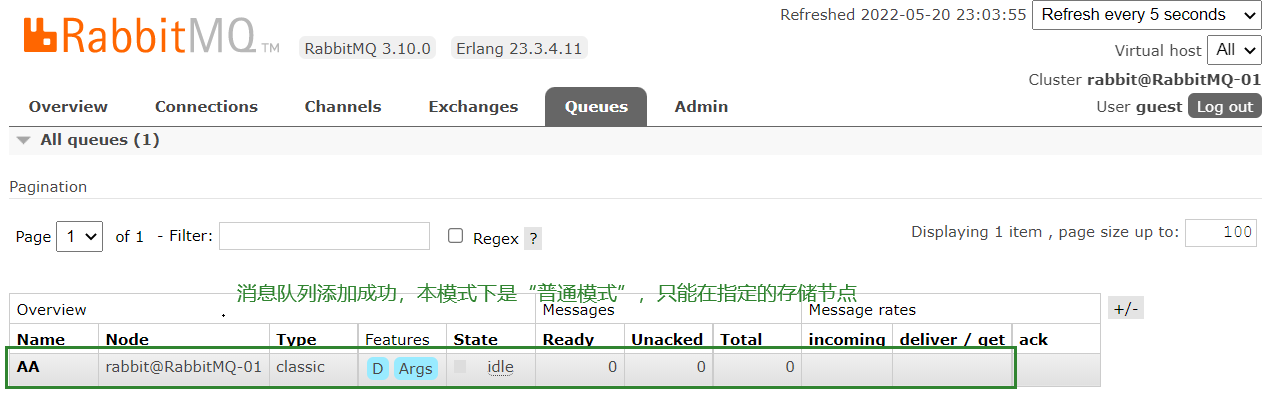 Refreshed 2022-05-20 23:03:55 Refresh every 5 seconds
RabbitMQ TM RabbitMQ 3.10.0 Erlang 23.3.4.11
Virtual host All
Cluster rabbit@RabbitMQ-01
User guest Log out
Overview Connections Channels Exchanges Queues Admin
All queues (1)
Pagination
Page 1 of 1 - Filter: Regex ? Displaying 1 item , page size up to: 100
消息队列添加成功，本模式下是“普通模式”，只能在指定的存储节点
Overview Messages Message rates +/-
Name Node Type Features State Ready Unacked Total incoming deliver / get ack
AA rabbit@RabbitMQ-01 classic D Args idle 0 0 0